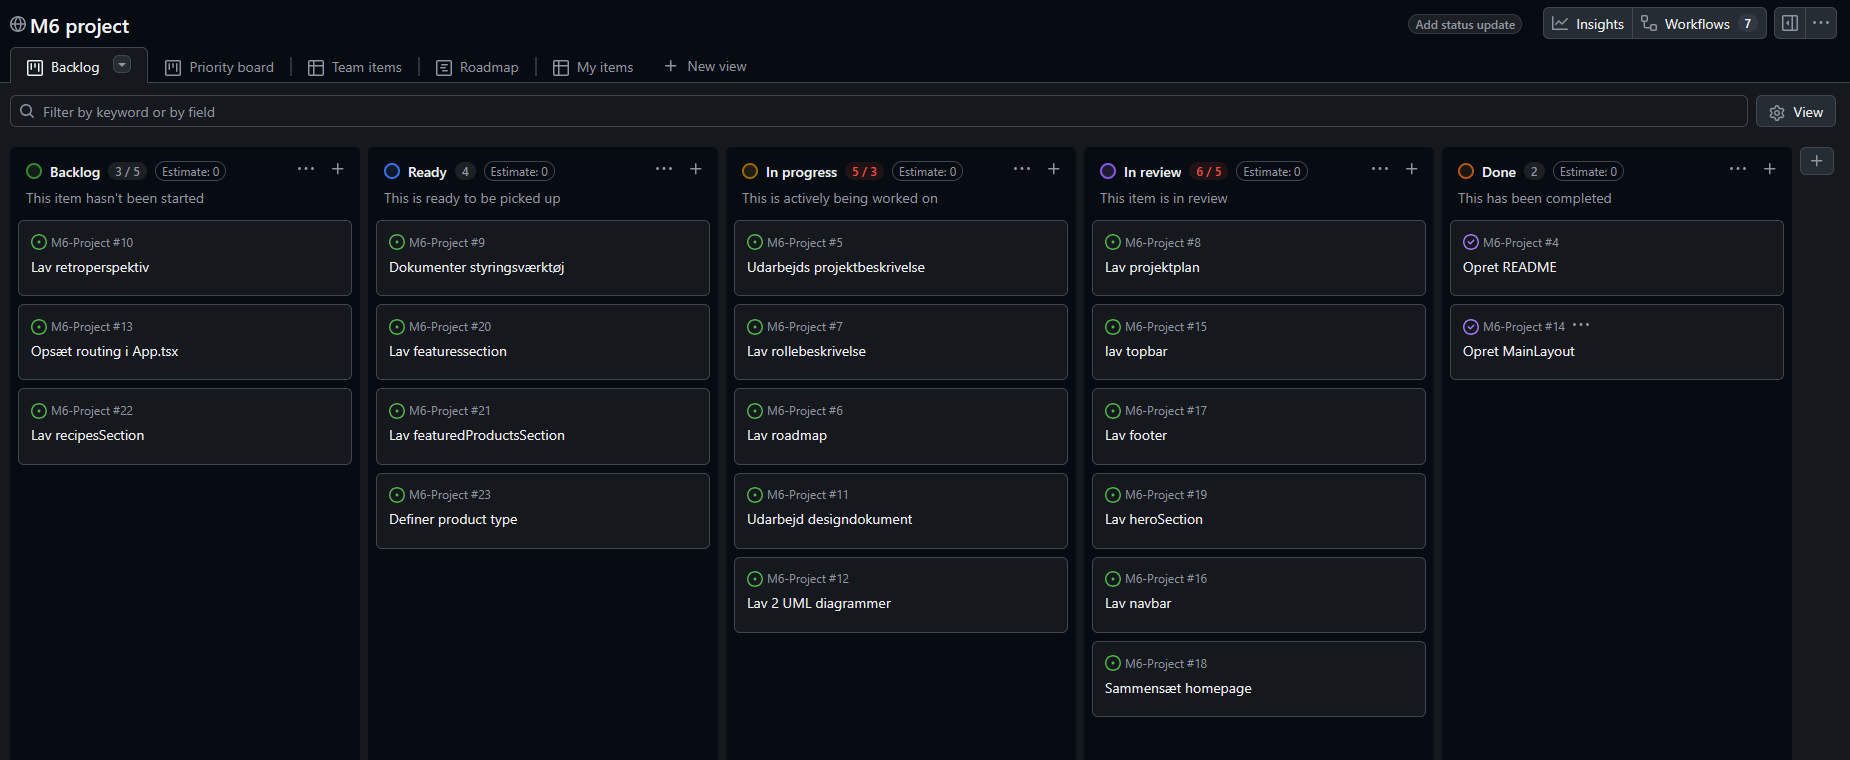 M6 project
Add status update
Insights
Workflows 7
Backlog
Priority board
Team items
Roadmap
My items
New view
Filter by keyword or by field
View
Backlog 3 / 5 Estimate: 0
This item hasn't been started
M6-Project #10
Lav retroperspektiv
M6-Project #13
Opsæt routing i App.tsx
M6-Project #22
Lav recipesSection
Ready 4 Estimate: 0
This is ready to be picked up
M6-Project #9
Dokumenter styringsværktøj
M6-Project #20
Lav featuressection
M6-Project #21
Lav featuredProductsSection
M6-Project #23
Definer product type
In progress 5 / 3 Estimate: 0
This is actively being worked on
M6-Project #5
Udarbejds projektbeskrivelse
M6-Project #7
Lav rollebeskrivelse
M6-Project #6
Lav roadmap
M6-Project #11
Udarbejd designdokument
M6-Project #12
Lav 2 UML diagrammer
In review 6 / 5 Estimate: 0
This item is in review
M6-Project #8
Lav projektplan
M6-Project #15
lav topbar
M6-Project #17
Lav footer
M6-Project #19
Lav heroSection
M6-Project #16
Lav navbar
M6-Project #18
Sammensæt homepage
Done 2 Estimate: 0
This has been completed
M6-Project #4
Opret README
M6-Project #14
Opret MainLayout